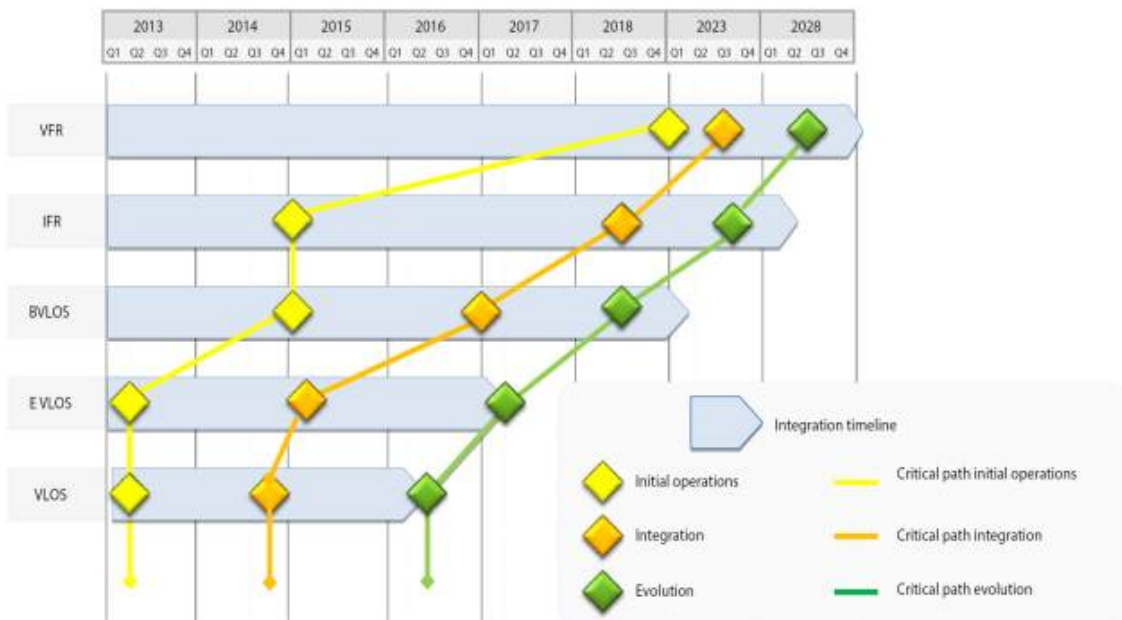 2013 2014 2015 2016 2017 2018 2023 2028
Q1 Q2 Q3 Q4 Q1 Q2 Q3 Q4 Q1 Q2 Q3 Q4 Q1 Q2 Q3 Q4 Q1 Q2 Q3 Q4 Q1 Q2 Q3 Q4 Q1 Q2 Q3 Q4 Q1 Q2 Q3 Q4
VFR
IFR
BVLOS
E VLOS
VLOS
Integration timeline
Initial operations Critical path initial operations
Integration Critical path integration
Evolution Critical path evolution